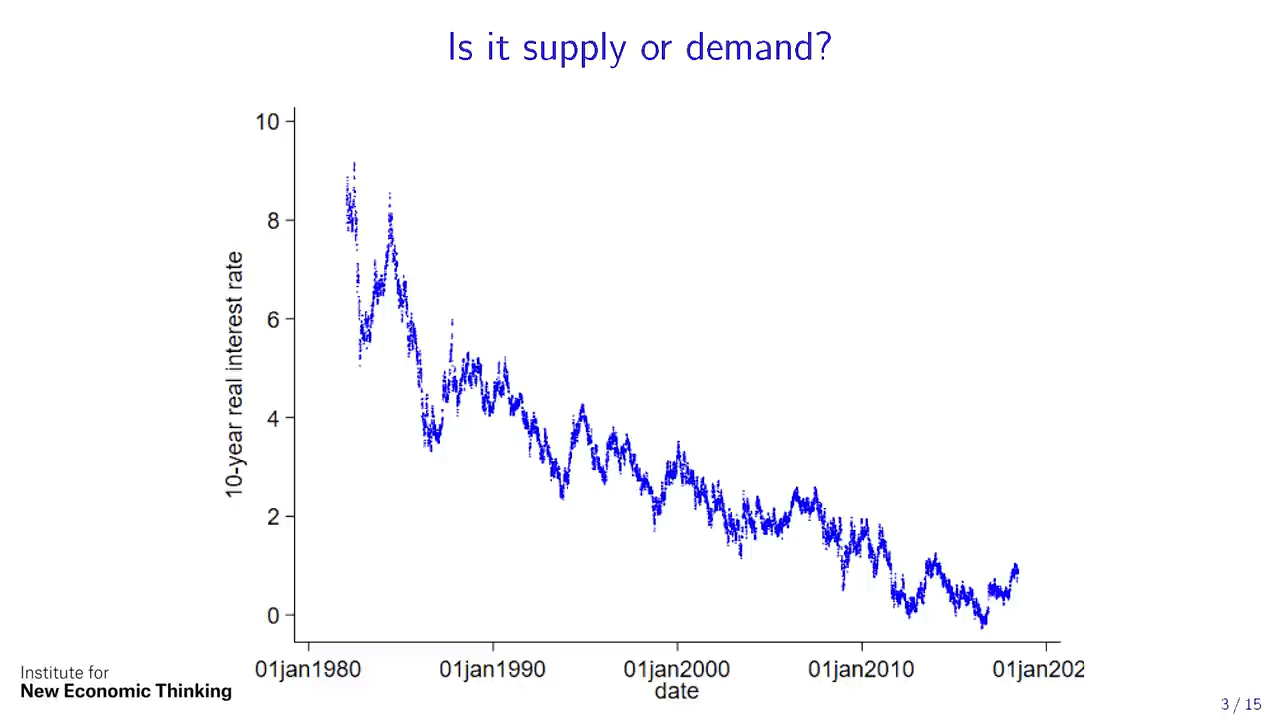 Is it supply or demand?
10
8
6
4
2
0
10-year real interest rate
01jan1980 01jan1990 01jan2000 01jan2010 01jan202
date
Institute for
New Economic Thinking
3 / 15